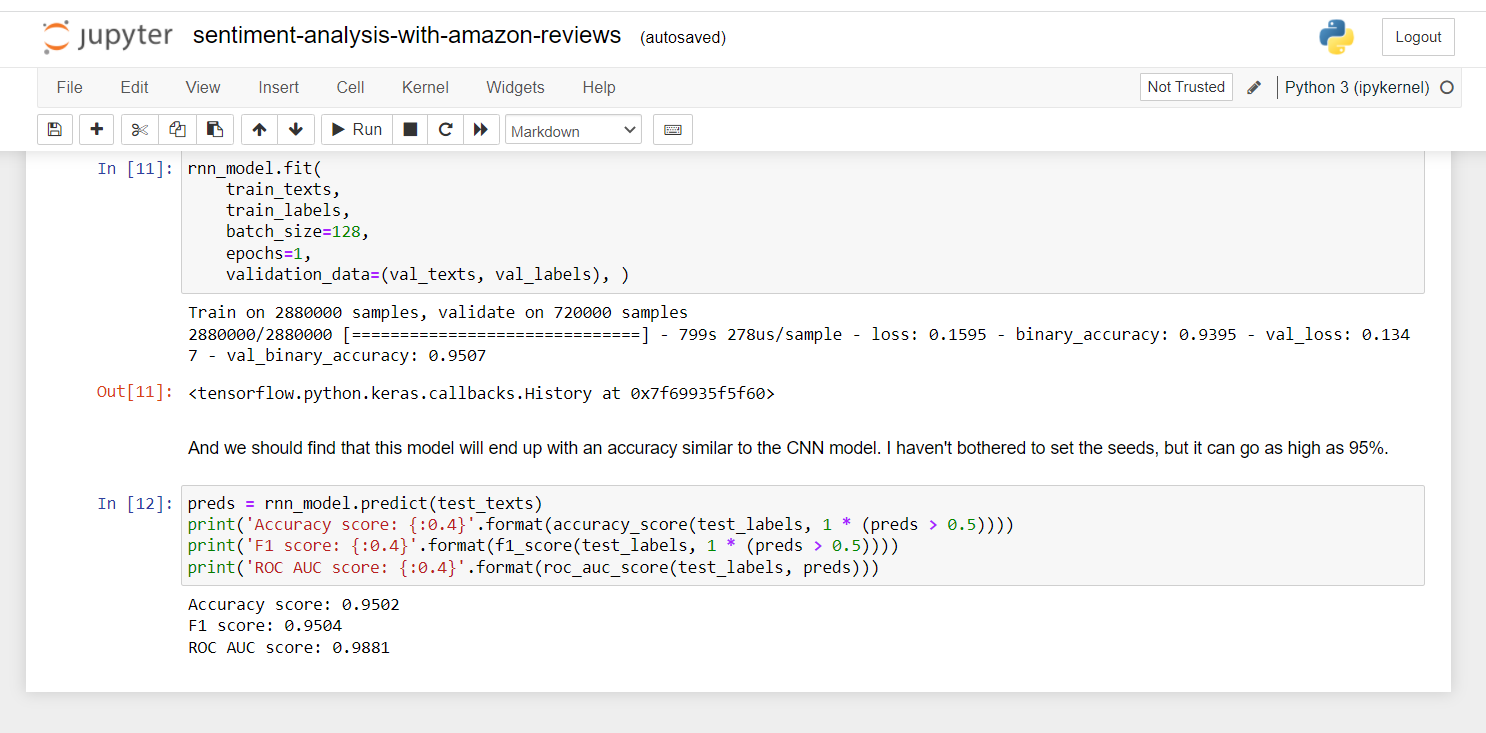 jupyter sentiment-analysis-with-amazon-reviews (autosaved) Logout
File Edit View Insert Cell Kernel Widgets Help Not Trusted Python 3 (ipykernel)
Run Markdown
In [11]: rnn_model.fit(
train_texts,
train_labels,
batch_size=128,
epochs=1,
validation_data=(val_texts, val_labels), )
Train on 2880000 samples, validate on 720000 samples
2880000/2880000 [==============================] - 799s 278us/sample - loss: 0.1595 - binary_accuracy: 0.9395 - val_loss: 0.134
7 - val_binary_accuracy: 0.9507
Out[11]: <tensorflow.python.keras.callbacks.History at 0x7f69935f5f60>
And we should find that this model will end up with an accuracy similar to the CNN model. I haven't bothered to set the seeds, but it can go as high as 95%.
In [12]: preds = rnn_model.predict(test_texts)
print('Accuracy score: {:0.4}'.format(accuracy_score(test_labels, 1 * (preds > 0.5))))
print('F1 score: {:0.4}'.format(f1_score(test_labels, 1 * (preds > 0.5))))
print('ROC AUC score: {:0.4}'.format(roc_auc_score(test_labels, preds)))
Accuracy score: 0.9502
F1 score: 0.9504
ROC AUC score: 0.9881